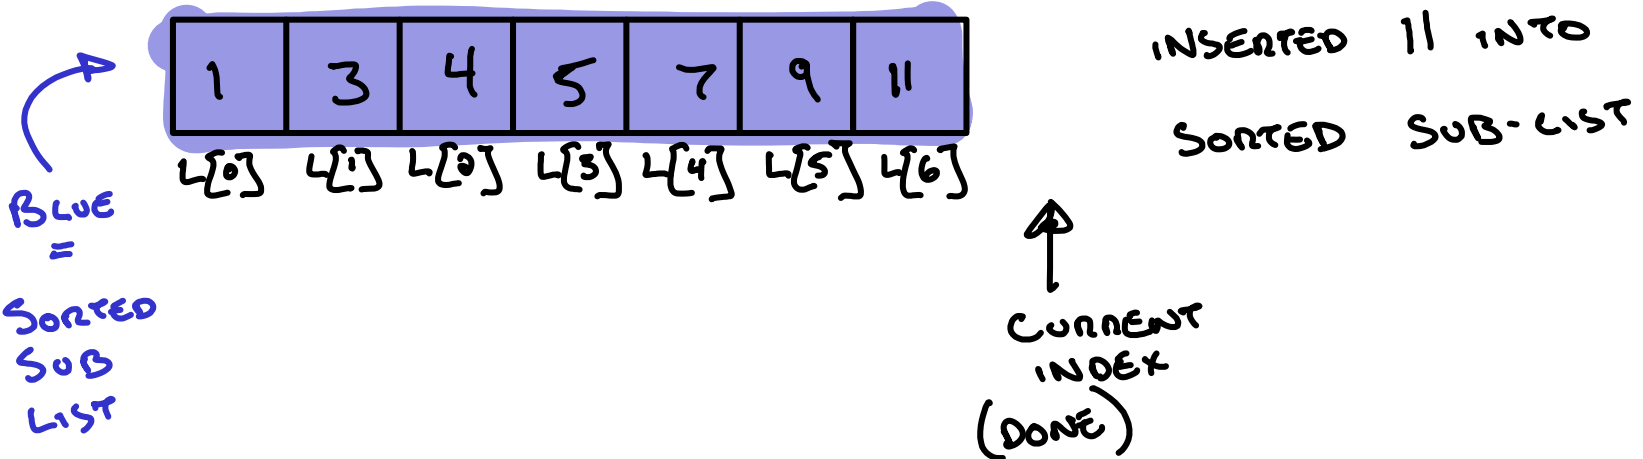 1 3 4 5 7 9 11
L[0] L[1] L[2] L[3] L[4] L[5] L[6]
INSERTED 11 INTO
SORTED SUB-LIST
BLUE
=
SORTED
SUB
LIST
CURRENT
INDEX
(DONE)